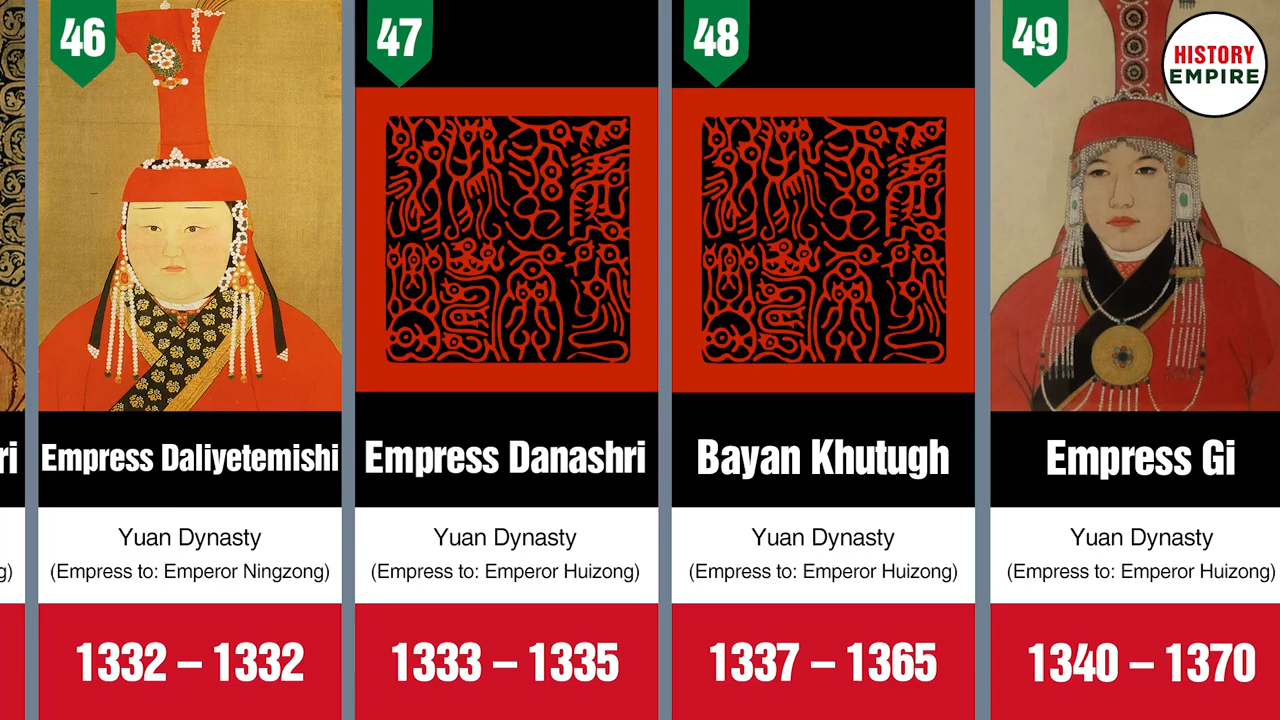 46
47
48
49
HISTORY
EMPIRE
ri
Empress Daliyetemishi
Empress Danashri
Bayan Khutugh
Empress Gi
Yuan Dynasty
Yuan Dynasty
Yuan Dynasty
Yuan Dynasty
g)
(Empress to: Emperor Ningzong)
(Empress to: Emperor Huizong)
(Empress to: Emperor Huizong)
(Empress to: Emperor Huizong)
1332 – 1332
1333 – 1335
1337 – 1365
1340 – 1370